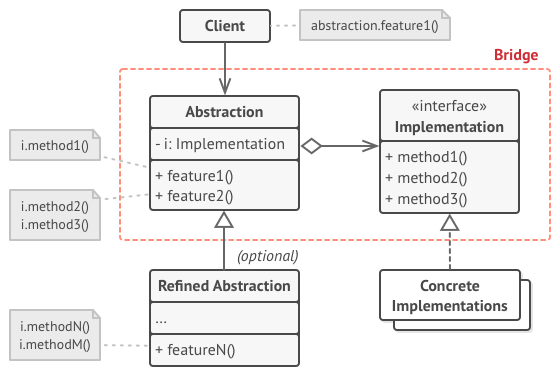 Client
abstraction.feature1()
Bridge
Abstraction
- i: Implementation
+ feature1()
+ feature2()
«interface»
Implementation
+ method1()
+ method2()
+ method3()
i.method1()
i.method2()
i.method3()
(optional)
Refined Abstraction
...
+ featureN()
Concrete
Implementations
i.methodN()
i.methodM()